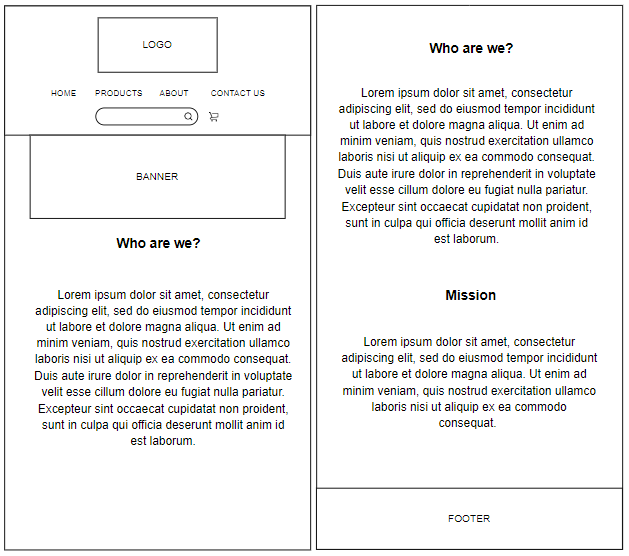 LOGO
HOME PRODUCTS ABOUT CONTACT US
BANNER
Who are we?
Lorem ipsum dolor sit amet, consectetur
adipiscing elit, sed do eiusmod tempor incididunt
ut labore et dolore magna aliqua. Ut enim ad
minim veniam, quis nostrud exercitation ullamco
laboris nisi ut aliquip ex ea commodo consequat.
Duis aute irure dolor in reprehenderit in voluptate
velit esse cillum dolore eu fugiat nulla pariatur.
Excepteur sint occaecat cupidatat non proident,
sunt in culpa qui officia deserunt mollit anim id
est laborum.
Who are we?
Lorem ipsum dolor sit amet, consectetur
adipiscing elit, sed do eiusmod tempor incididunt
ut labore et dolore magna aliqua. Ut enim ad
minim veniam, quis nostrud exercitation ullamco
laboris nisi ut aliquip ex ea commodo consequat.
Duis aute irure dolor in reprehenderit in voluptate
velit esse cillum dolore eu fugiat nulla pariatur.
Excepteur sint occaecat cupidatat non proident,
sunt in culpa qui officia deserunt mollit anim id
est laborum.
Mission
Lorem ipsum dolor sit amet, consectetur
adipiscing elit, sed do eiusmod tempor incididunt
ut labore et dolore magna aliqua. Ut enim ad
minim veniam, quis nostrud exercitation ullamco
laboris nisi ut aliquip ex ea commodo
consequat.
FOOTER